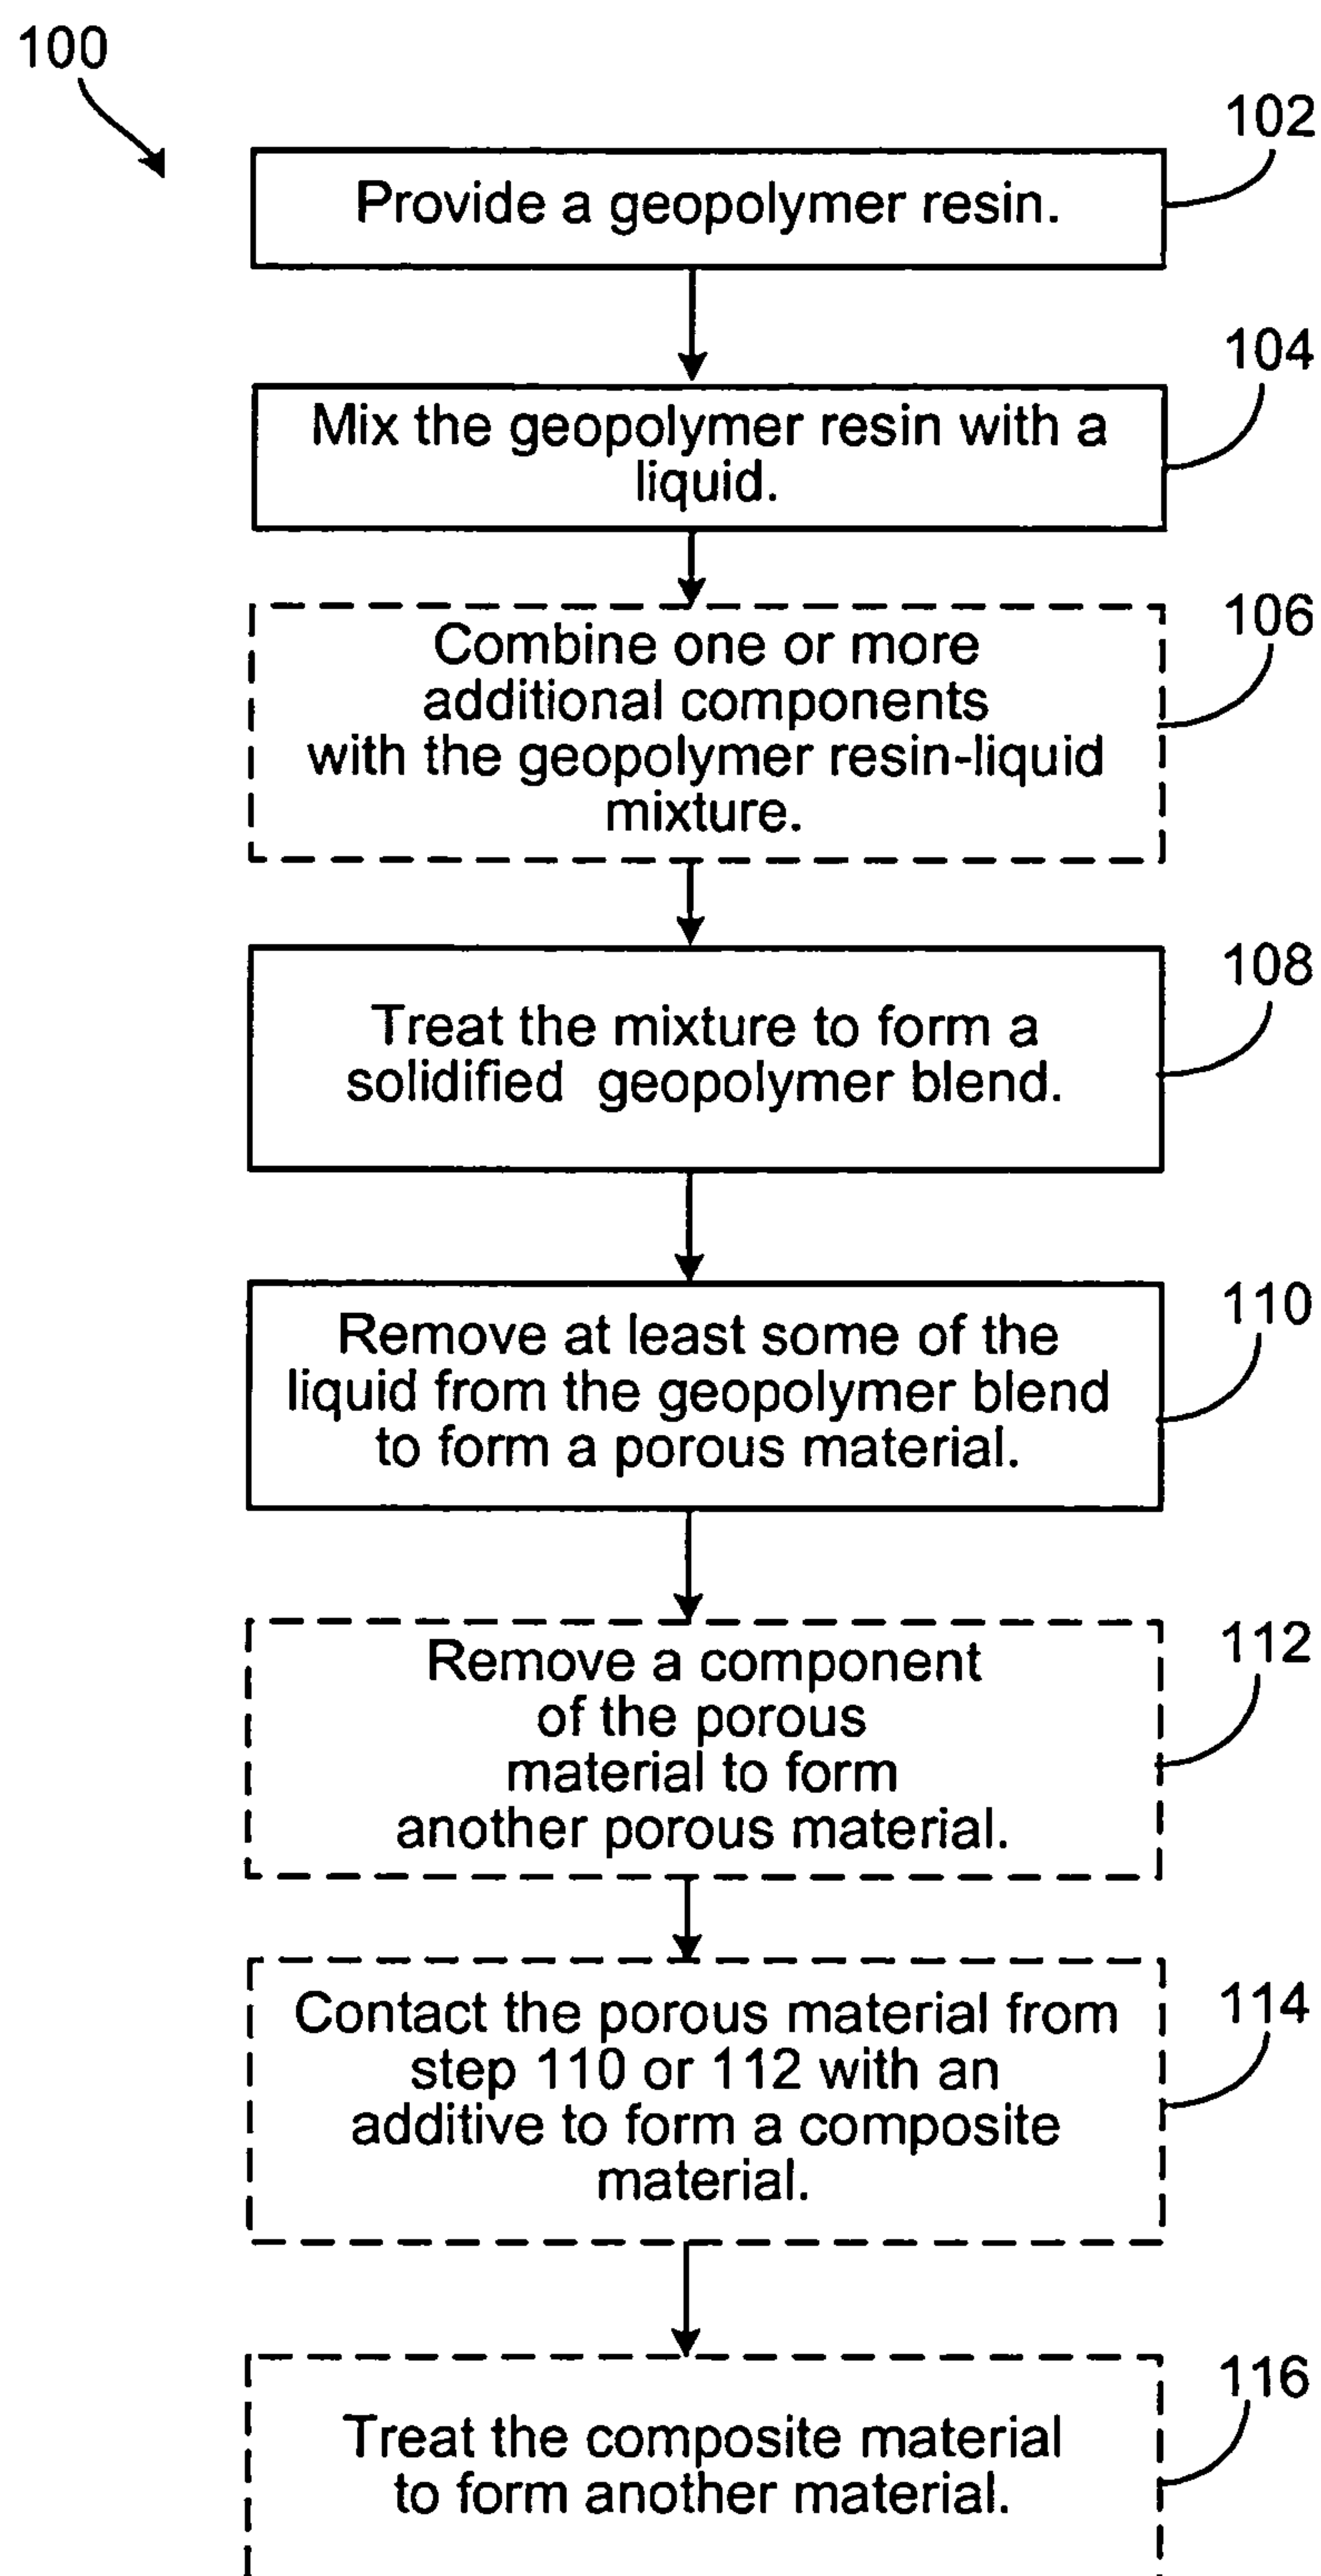 100
102
Provide a geopolymer resin.
104
Mix the geopolymer resin with a
liquid.
106
Combine one or more
additional components
with the geopolymer resin-liquid
mixture.
108
Treat the mixture to form a
solidified geopolymer blend.
110
Remove at least some of the
liquid from the geopolymer blend
to form a porous material.
112
Remove a component
of the porous
material to form
another porous material.
114
Contact the porous material from
step 110 or 112 with an
additive to form a composite
material.
116
Treat the composite material
to form another material.